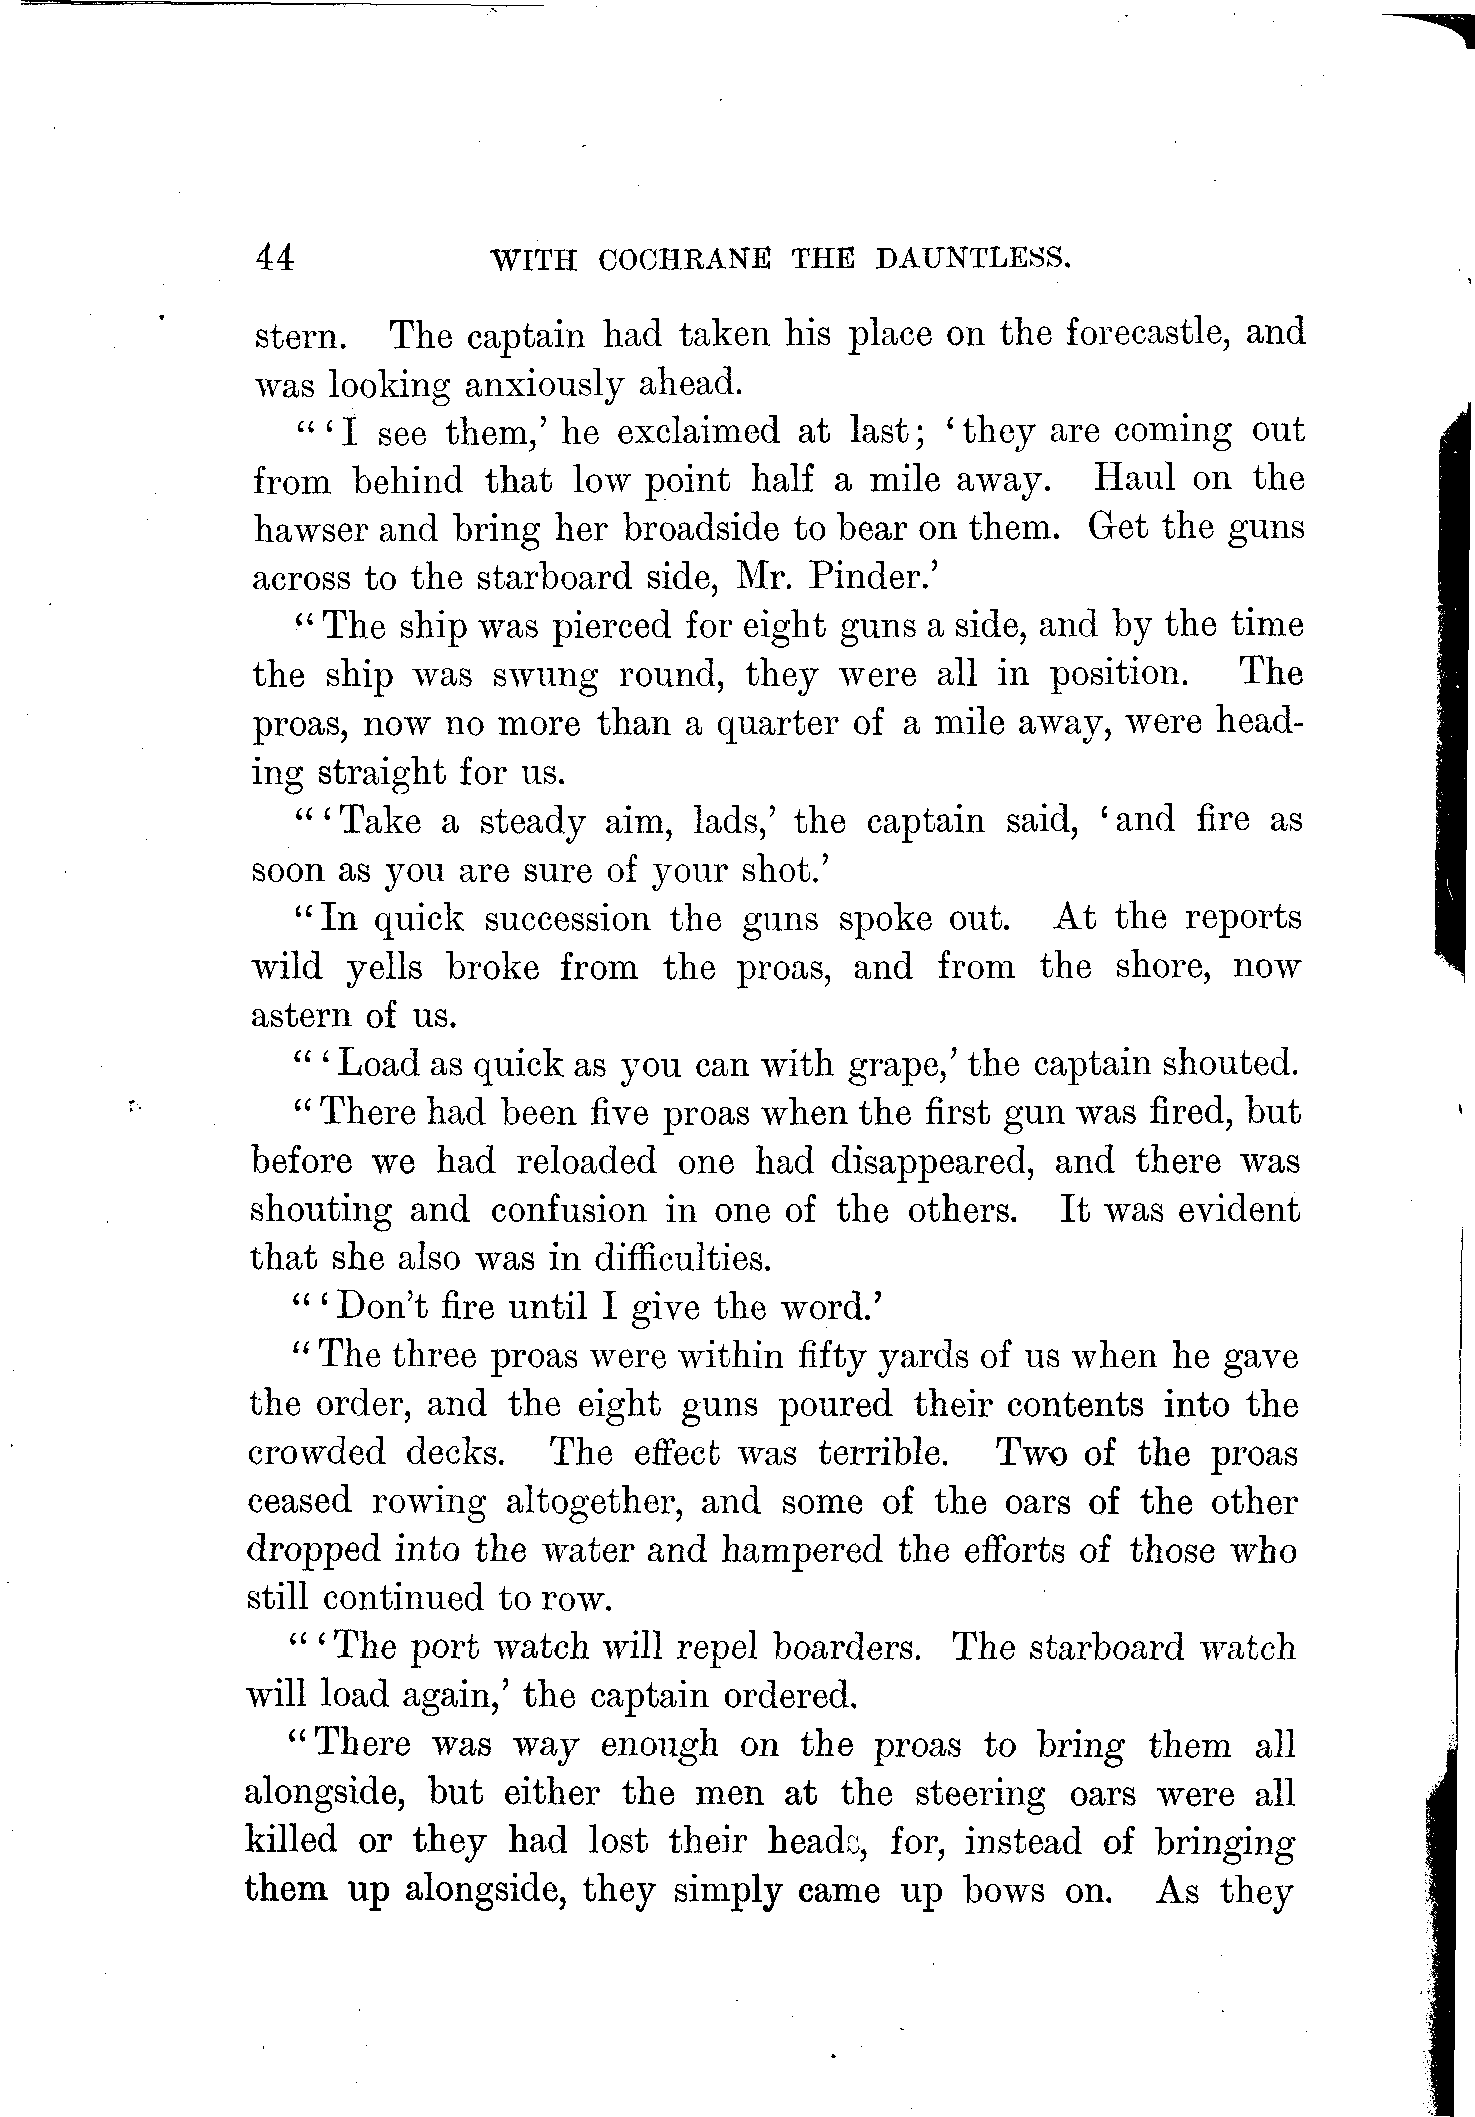 44 WITH COCHRANE THE DAUNTLESS.
stern. The captain had taken his place on the forecastle, and
was looking anxiously ahead.
“‘I see them,’ he exclaimed at last; ‘they are coming out
from behind that low point half a mile away. Haul on the
hawser and bring her broadside to bear on them. Get the guns
across to the starboard side, Mr. Pinder.’
“The ship was pierced for eight guns a side, and by the time
the ship was swung round, they were all in position. The
proas, now no more than a quarter of a mile away, were head-
ing straight for us.
“‘Take a steady aim, lads,’ the captain said, ‘and fire as
soon as you are sure of your shot.’
“In quick succession the guns spoke out. At the reports
wild yells broke from the proas, and from the shore, now
astern of us.
“‘Load as quick as you can with grape,’ the captain shouted.
“There had been five proas when the first gun was fired, but
before we had reloaded one had disappeared, and there was
shouting and confusion in one of the others. It was evident
that she also was in difficulties.
“‘Don't fire until I give the word.’
“The three proas were within fifty yards of us when he gave
the order, and the eight guns poured their contents into the
crowded decks. The effect was terrible. Two of the proas
ceased rowing altogether, and some of the oars of the other
dropped into the water and hampered the efforts of those who
still continued to row.
“‘The port watch will repel boarders. The starboard watch
will load again,’ the captain ordered.
“There was way enough on the proas to bring them all
alongside, but either the men at the steering oars were all
killed or they had lost their heads, for, instead of bringing
them up alongside, they simply came up bows on. As they